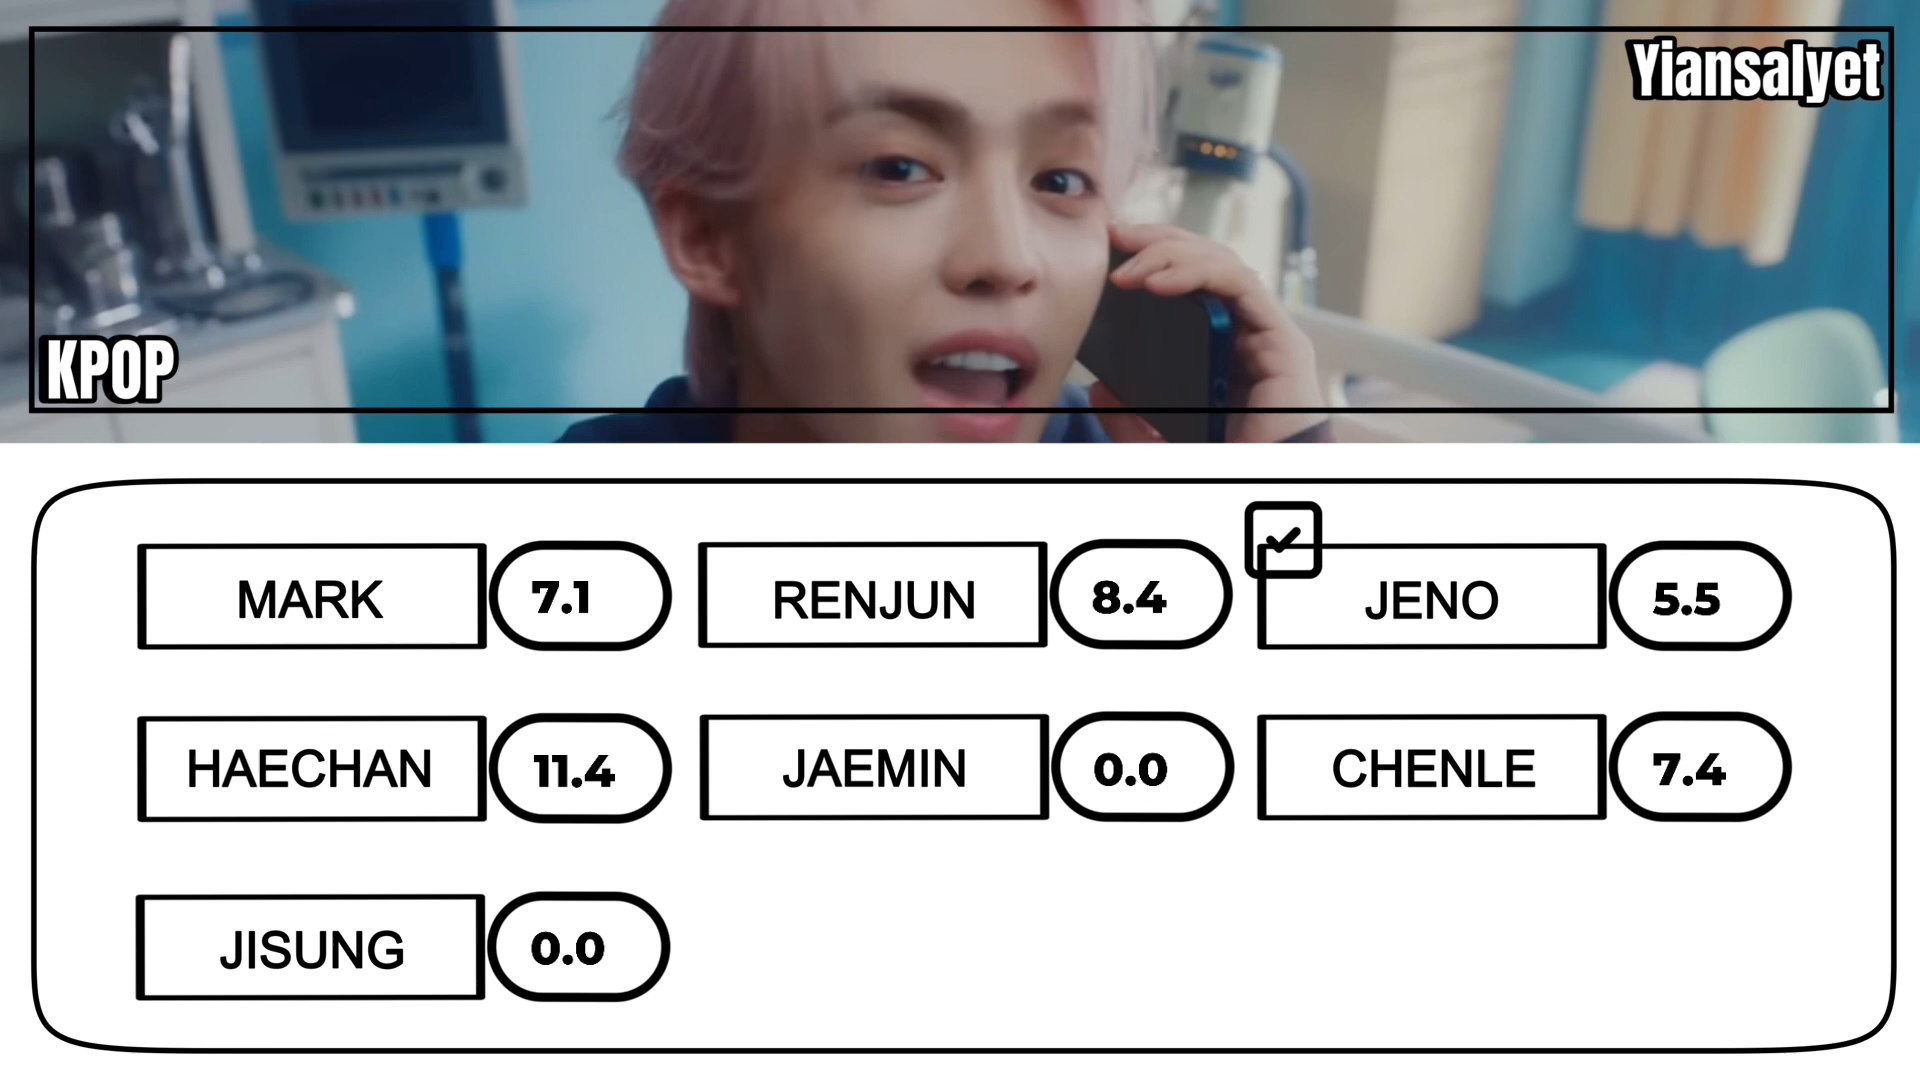 Yiansalyet
KPOP
MARK 7.1 RENJUN 8.4 JENO 5.5
HAECHAN 11.4 JAEMIN 0.0 CHENLE 7.4
JISUNG 0.0